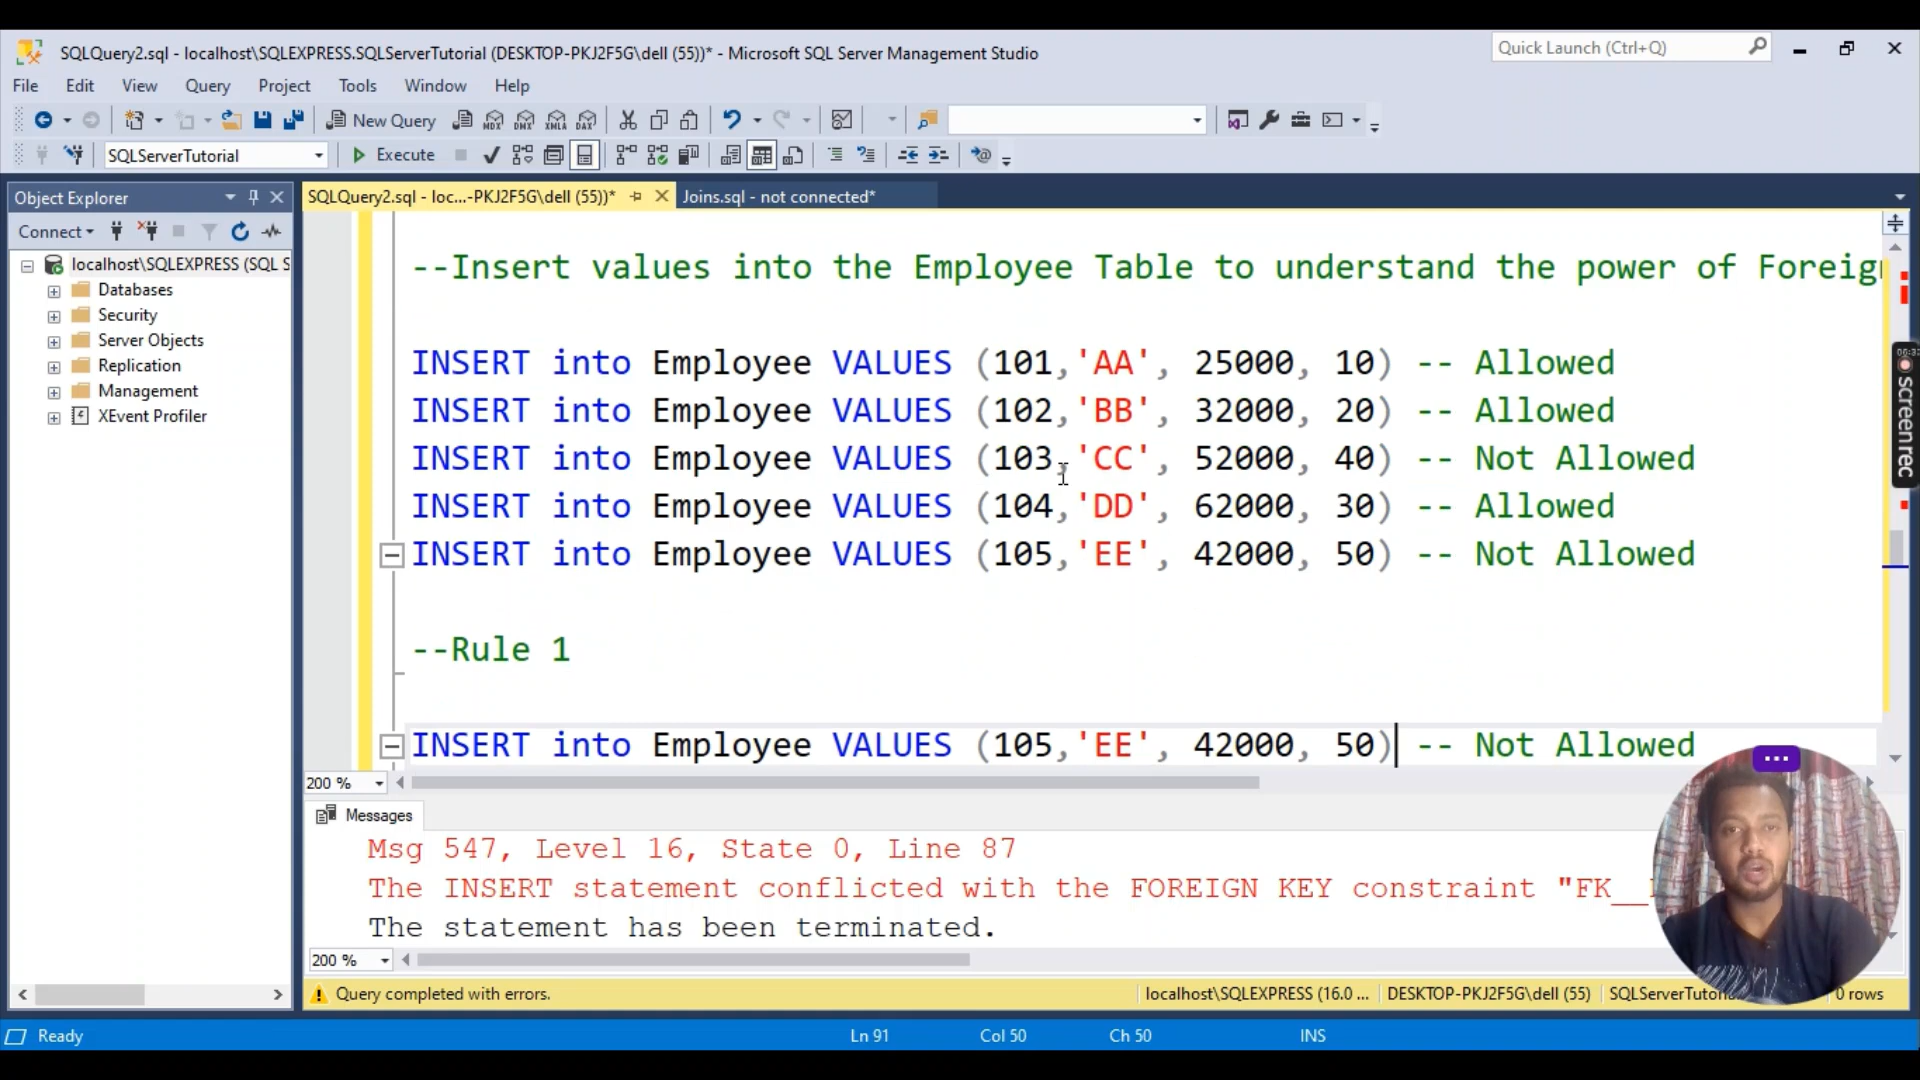 SQLQuery2.sql - localhost\SQLEXPRESS.SQLServerTutorial (DESKTOP-PKJ2F5G\dell (55))* - Microsoft SQL Server Management Studio
Quick Launch (Ctrl+Q)
File Edit View Query Project Tools Window Help
New Query MDX DMX XMLA DAX
SQLServerTutorial Execute
Object Explorer
SQLQuery2.sql - loc...-PKJ2F5G\dell (55))*
Joins.sql - not connected*
Connect
localhost\SQLEXPRESS (SQL S
Databases
Security
Server Objects
Replication
Management
XEvent Profiler
--Insert values into the Employee Table to understand the power of Foreign
INSERT into Employee VALUES (101,'AA', 25000, 10) -- Allowed
INSERT into Employee VALUES (102,'BB', 32000, 20) -- Allowed
INSERT into Employee VALUES (103,'CC', 52000, 40) -- Not Allowed
INSERT into Employee VALUES (104,'DD', 62000, 30) -- Allowed
INSERT into Employee VALUES (105,'EE', 42000, 50) -- Not Allowed
--Rule 1
INSERT into Employee VALUES (105,'EE', 42000, 50) -- Not Allowed
screen rec
200 %
Messages
Msg 547, Level 16, State 0, Line 87
The INSERT statement conflicted with the FOREIGN KEY constraint "FK__
The statement has been terminated.
200 %
Query completed with errors.
localhost\SQLEXPRESS (16.0 ...
DESKTOP-PKJ2F5G\dell (55)
SQLServerTutor
0 rows
Ready
Ln 91
Col 50
Ch 50
INS